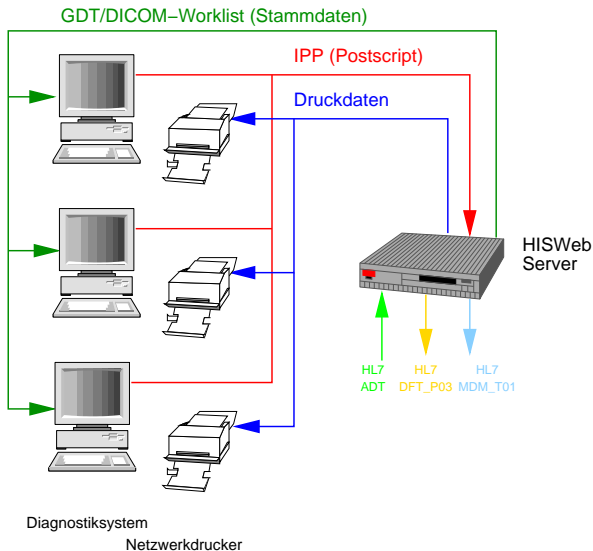 GDT/DICOM−Worklist (Stammdaten)
IPP (Postscript)
Druckdaten
HISWeb
Server
HL7 HL7 HL7
ADT DFT_P03 MDM_T01
Diagnostiksystem
Netzwerkdrucker